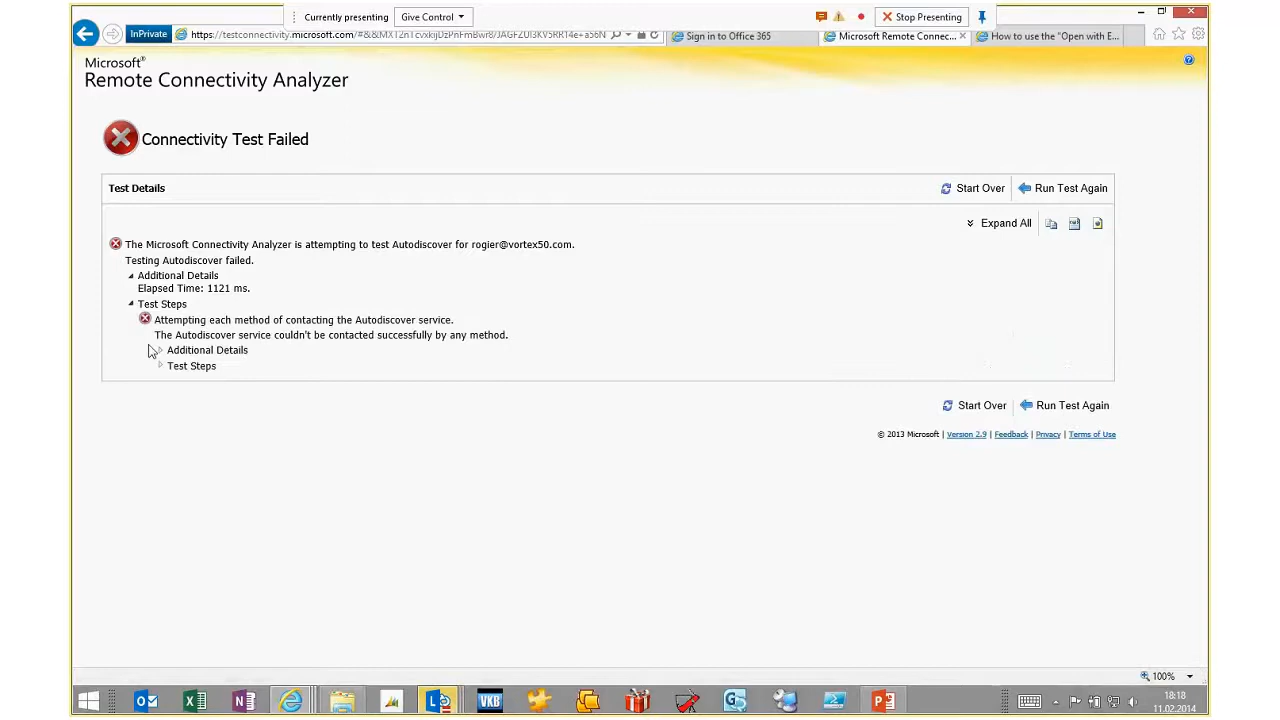 Currently presenting
Give Control
Stop Presenting
InPrivate
Sign in to Office 365
Microsoft Remote Connec...
How to use the "Open with E...
Microsoft®
Remote Connectivity Analyzer
Connectivity Test Failed
Test Details
Start Over
Run Test Again
Expand All
The Microsoft Connectivity Analyzer is attempting to test Autodiscover for rogier@vortex50.com.
Testing Autodiscover failed.
Additional Details
Elapsed Time: 1121 ms.
Test Steps
Attempting each method of contacting the Autodiscover service.
The Autodiscover service couldn't be contacted successfully by any method.
Additional Details
Test Steps
Start Over
Run Test Again
© 2013 Microsoft | Version 2.9 | Feedback | Privacy | Terms of Use
100%
VKB
18:18
11.02.2014